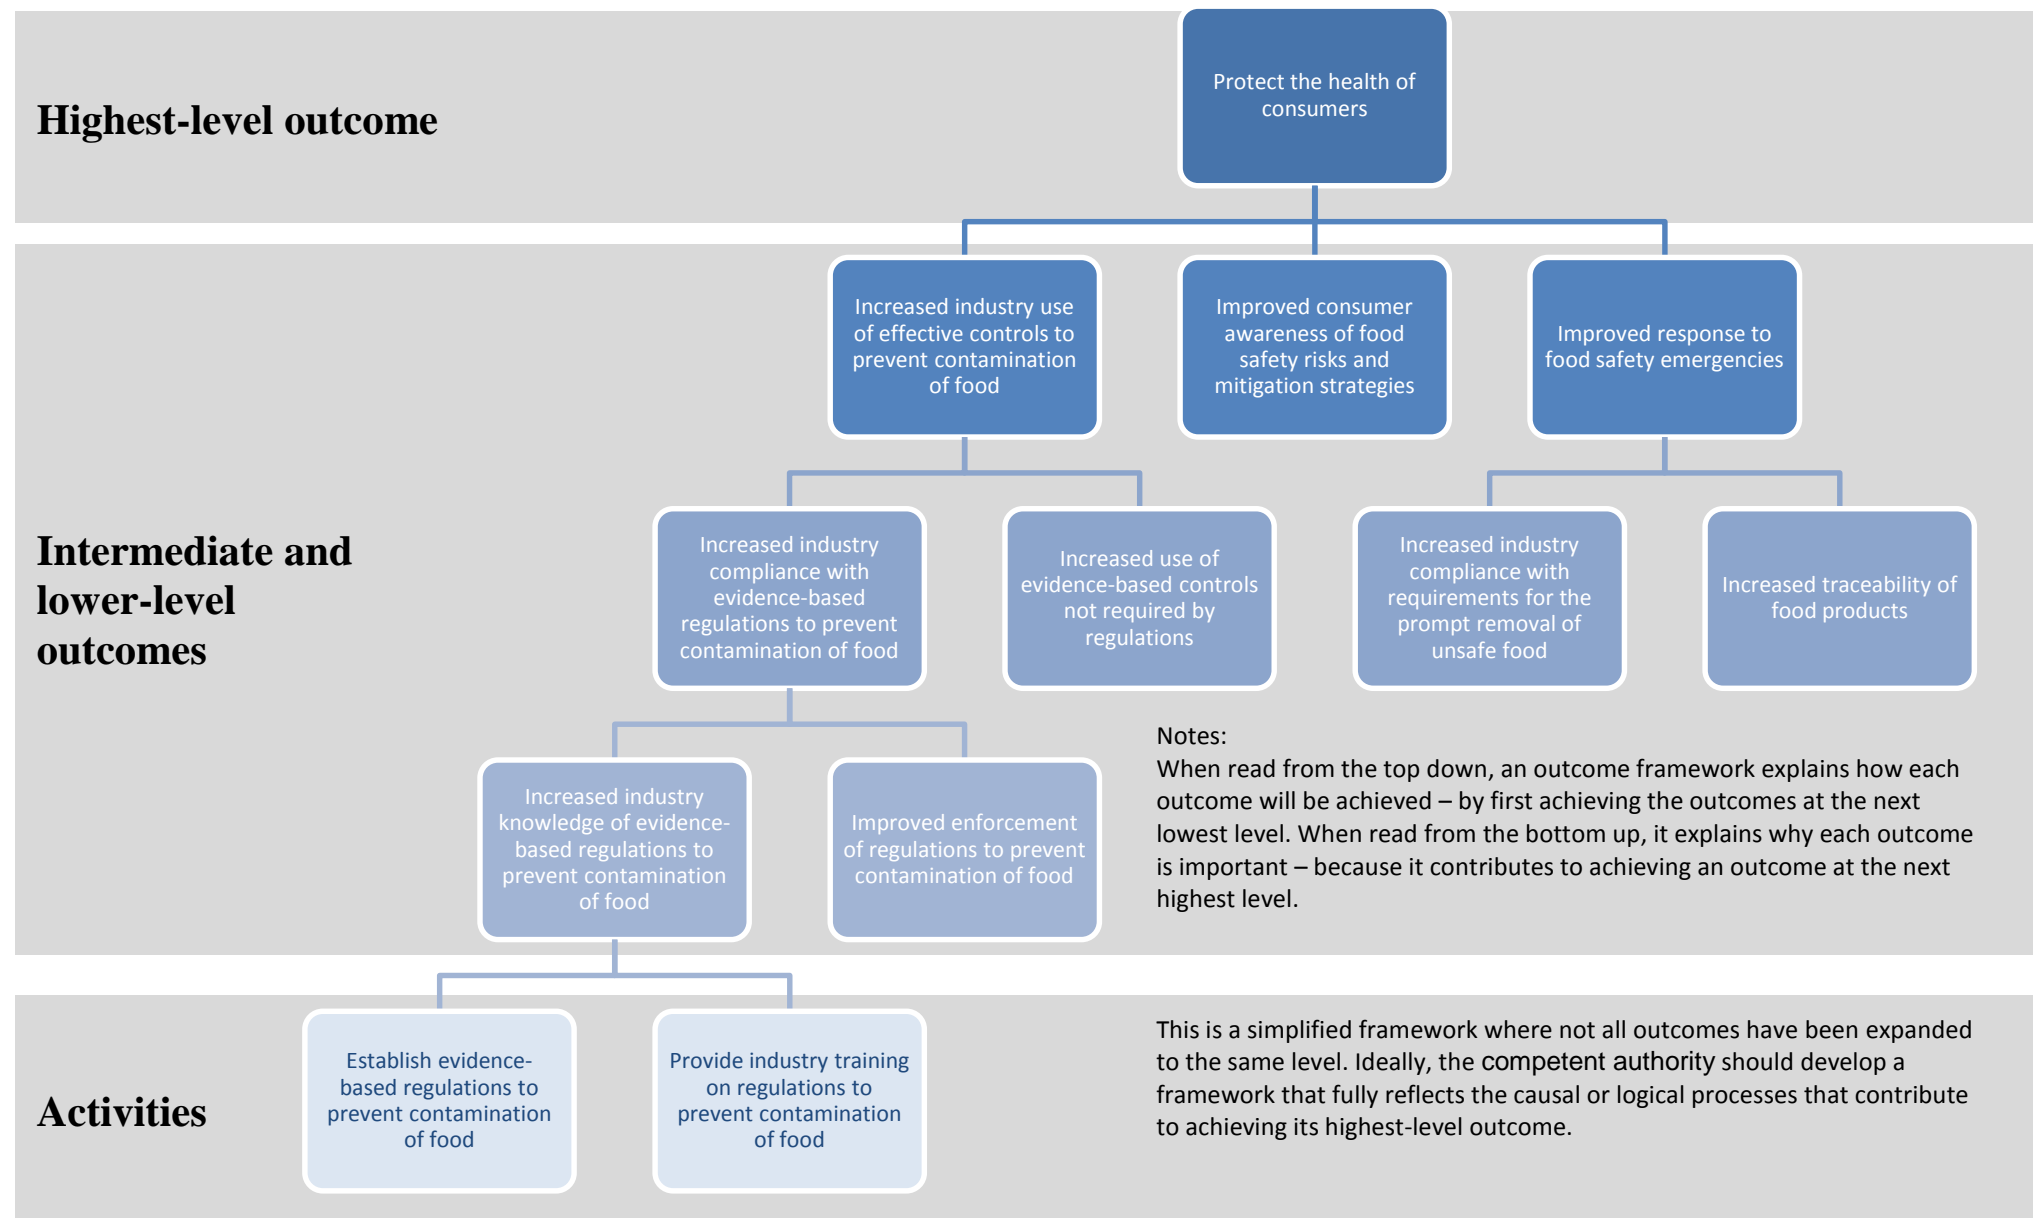 Highest-level outcome
Protect the health of
consumers
Intermediate and
lower-level
outcomes
Increased industry use
of effective controls to
prevent contamination
of food
Improved consumer
awareness of food
safety risks and
mitigation strategies
Improved response to
food safety emergencies
Increased industry
compliance with
evidence-based
regulations to prevent
contamination of food
Increased use of
evidence-based controls
not required by
regulations
Increased industry
compliance with
requirements for the
prompt removal of
unsafe food
Increased traceability of
food products
Increased industry
knowledge of evidence-
based regulations to
prevent contamination
of food
Improved enforcement
of regulations to prevent
contamination of food
Notes:
When read from the top down, an outcome framework explains how each
outcome will be achieved – by first achieving the outcomes at the next
lowest level. When read from the bottom up, it explains why each outcome
is important – because it contributes to achieving an outcome at the next
highest level.
Activities
Establish evidence-
based regulations to
prevent contamination
of food
Provide industry training
on regulations to
prevent contamination
of food
This is a simplified framework where not all outcomes have been expanded
to the same level. Ideally, the competent authority should develop a
framework that fully reflects the causal or logical processes that contribute
to achieving its highest-level outcome.